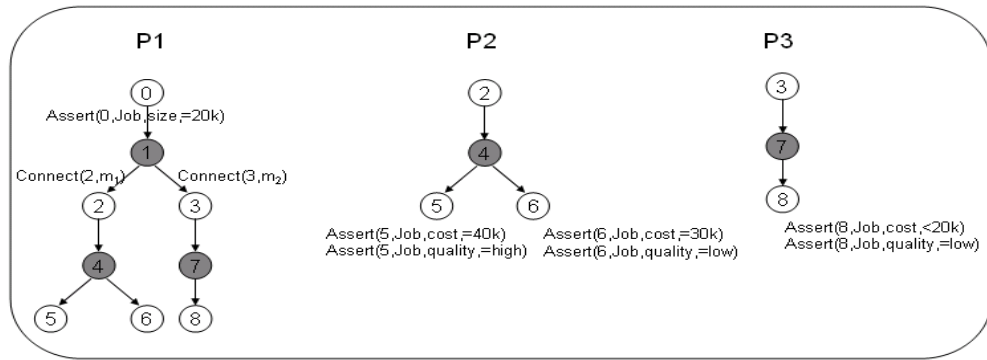 P1
P2
P3
0
Assert(0,Job,size,=20k)
1
Connect(2,m₁)
Connect(3,m₂)
2
3
4
7
5
6
8
2
4
5
6
Assert(5,Job,cost,=40k)
Assert(5,Job,quality,=high)
Assert(6,Job,cost,=30k)
Assert(6,Job,quality,=low)
3
7
8
Assert(8,Job,cost,<20k)
Assert(8,Job,quality,=low)